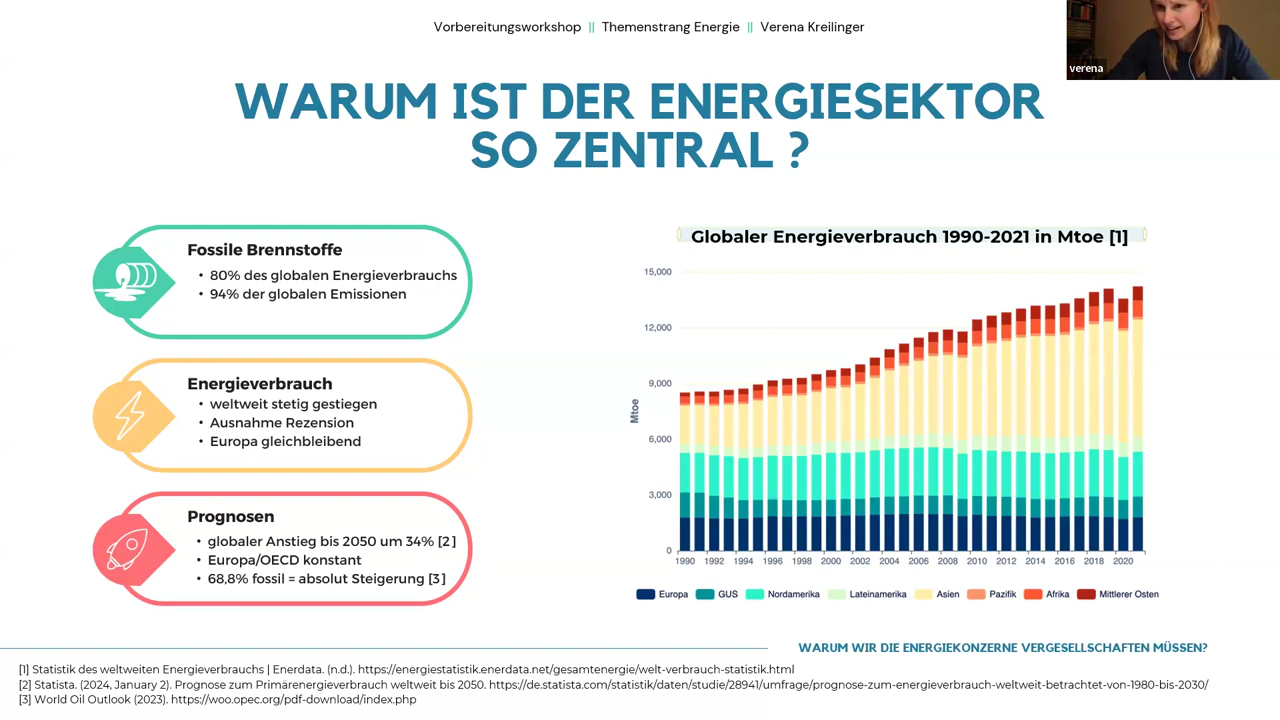 Vorbereitungsworkshop || Themenstrang Energie || Verena Kreilinger
verena
WARUM IST DER ENERGIESEKTOR
SO ZENTRAL ?
Fossile Brennstoffe
• 80% des globalen Energieverbrauchs
• 94% der globalen Emissionen
Energieverbrauch
• weltweit stetig gestiegen
• Ausnahme Rezension
• Europa gleichbleibend
Prognosen
• globaler Anstieg bis 2050 um 34% [2]
• Europa/OECD konstant
• 68,8% fossil = absolut Steigerung [3]
Globaler Energieverbrauch 1990-2021 in Mtoe [1]
15,000
12,000
9,000
6,000
3,000
0
Mtoe
1990 1992 1994 1996 1998 2000 2002 2004 2006 2008 2010 2012 2014 2016 2018 2020
Europa GUS Nordamerika Lateinamerika Asien Pazifik Afrika Mittlerer Osten
WARUM WIR DIE ENERGIEKONZERNE VERGESELLSCHAFTEN MÜSSEN?
[1] Statistik des weltweiten Energieverbrauchs | Enerdata. (n.d.). https://energiestatistik.enerdata.net/gesamtenergie/welt-verbrauch-statistik.html
[2] Statista. (2024, January 2). Prognose zum Primärenergieverbrauch weltweit bis 2050. https://de.statista.com/statistik/daten/studie/28941/umfrage/prognose-zum-energieverbrauch-weltweit-betrachtet-von-1980-bis-2030/
[3] World Oil Outlook (2023). https://woo.opec.org/pdf-download/index.php